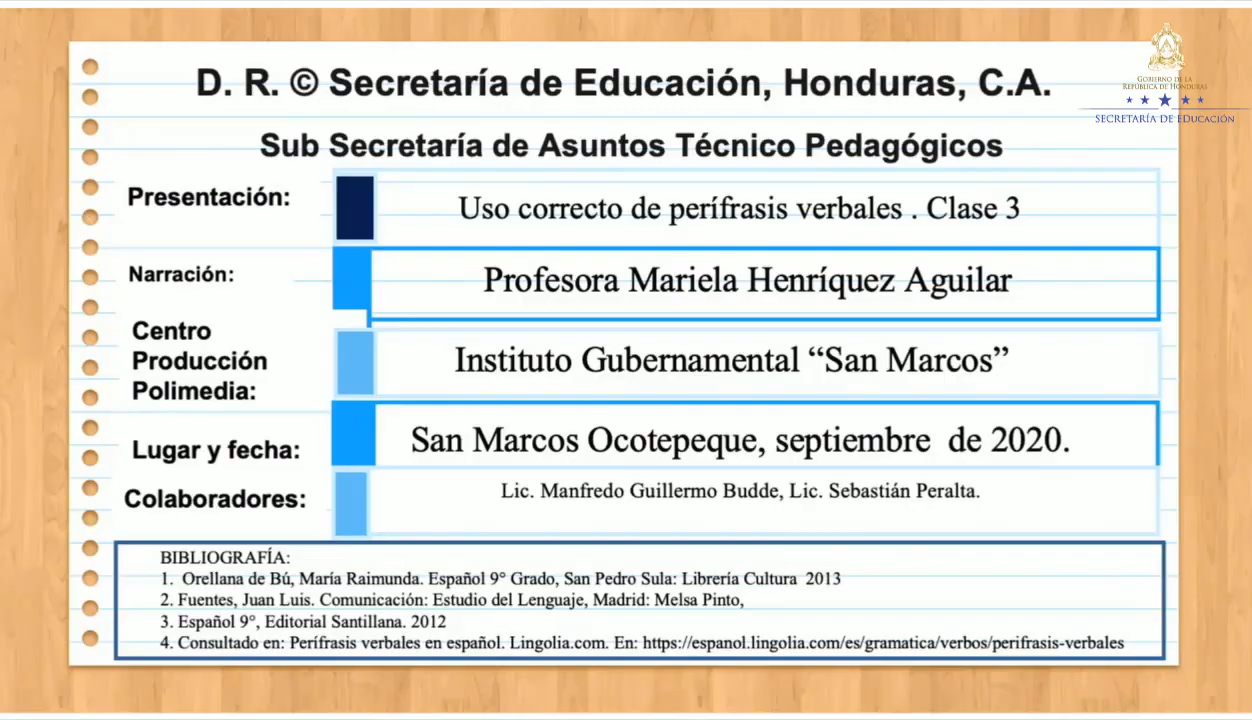 D. R. © Secretaría de Educación, Honduras, C.A.
GOBIERNO DE LA
REPÚBLICA DE HONDURAS
SECRETARÍA DE EDUCACIÓN
Sub Secretaría de Asuntos Técnico Pedagógicos
Presentación:
Uso correcto de perífrasis verbales . Clase 3
Narración:
Profesora Mariela Henríquez Aguilar
Centro
Producción
Polimedia:
Instituto Gubernamental “San Marcos”
Lugar y fecha:
San Marcos Ocotepeque, septiembre de 2020.
Colaboradores:
Lic. Manfredo Guillermo Budde, Lic. Sebastián Peralta.
BIBLIOGRAFÍA:
1. Orellana de Bú, María Raimunda. Español 9° Grado, San Pedro Sula: Librería Cultura 2013
2. Fuentes, Juan Luis. Comunicación: Estudio del Lenguaje, Madrid: Melsa Pinto,
3. Español 9°, Editorial Santillana. 2012
4. Consultado en: Perífrasis verbales en español. Lingolia.com. En: https://espanol.lingolia.com/es/gramatica/verbos/perifrasis-verbales